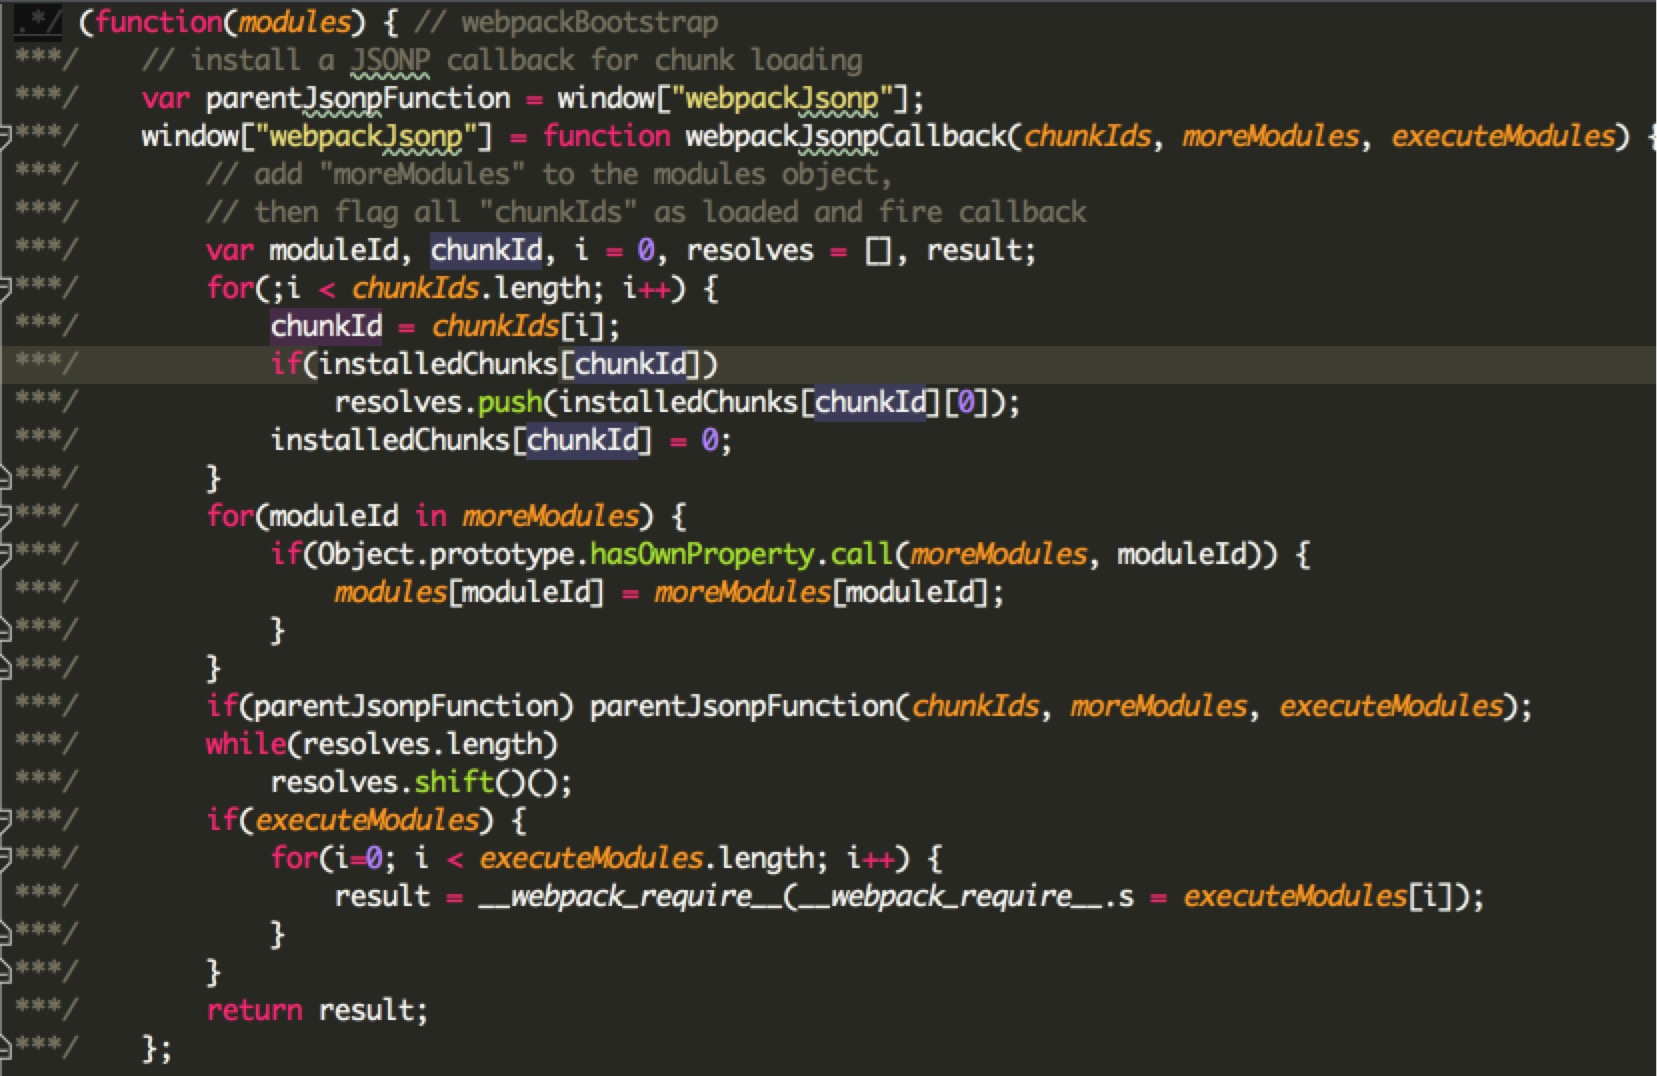 .*/ (function(modules) { // webpackBootstrap
***/    // install a JSONP callback for chunk loading
***/    var parentJsonpFunction = window["webpackJsonp"];
***/    window["webpackJsonp"] = function webpackJsonpCallback(chunkIds, moreModules, executeModules) {
***/        // add "moreModules" to the modules object,
***/        // then flag all "chunkIds" as loaded and fire callback
***/        var moduleId, chunkId, i = 0, resolves = [], result;
***/        for(;i < chunkIds.length; i++) {
***/            chunkId = chunkIds[i];
***/            if(installedChunks[chunkId])
***/                resolves.push(installedChunks[chunkId][0]);
***/            installedChunks[chunkId] = 0;
***/        }
***/        for(moduleId in moreModules) {
***/            if(Object.prototype.hasOwnProperty.call(moreModules, moduleId)) {
***/                modules[moduleId] = moreModules[moduleId];
***/            }
***/        }
***/        if(parentJsonpFunction) parentJsonpFunction(chunkIds, moreModules, executeModules);
***/        while(resolves.length)
***/            resolves.shift()();
***/        if(executeModules) {
***/            for(i=0; i < executeModules.length; i++) {
***/                result = __webpack_require__(__webpack_require__.s = executeModules[i]);
***/            }
***/        }
***/        return result;
***/    };